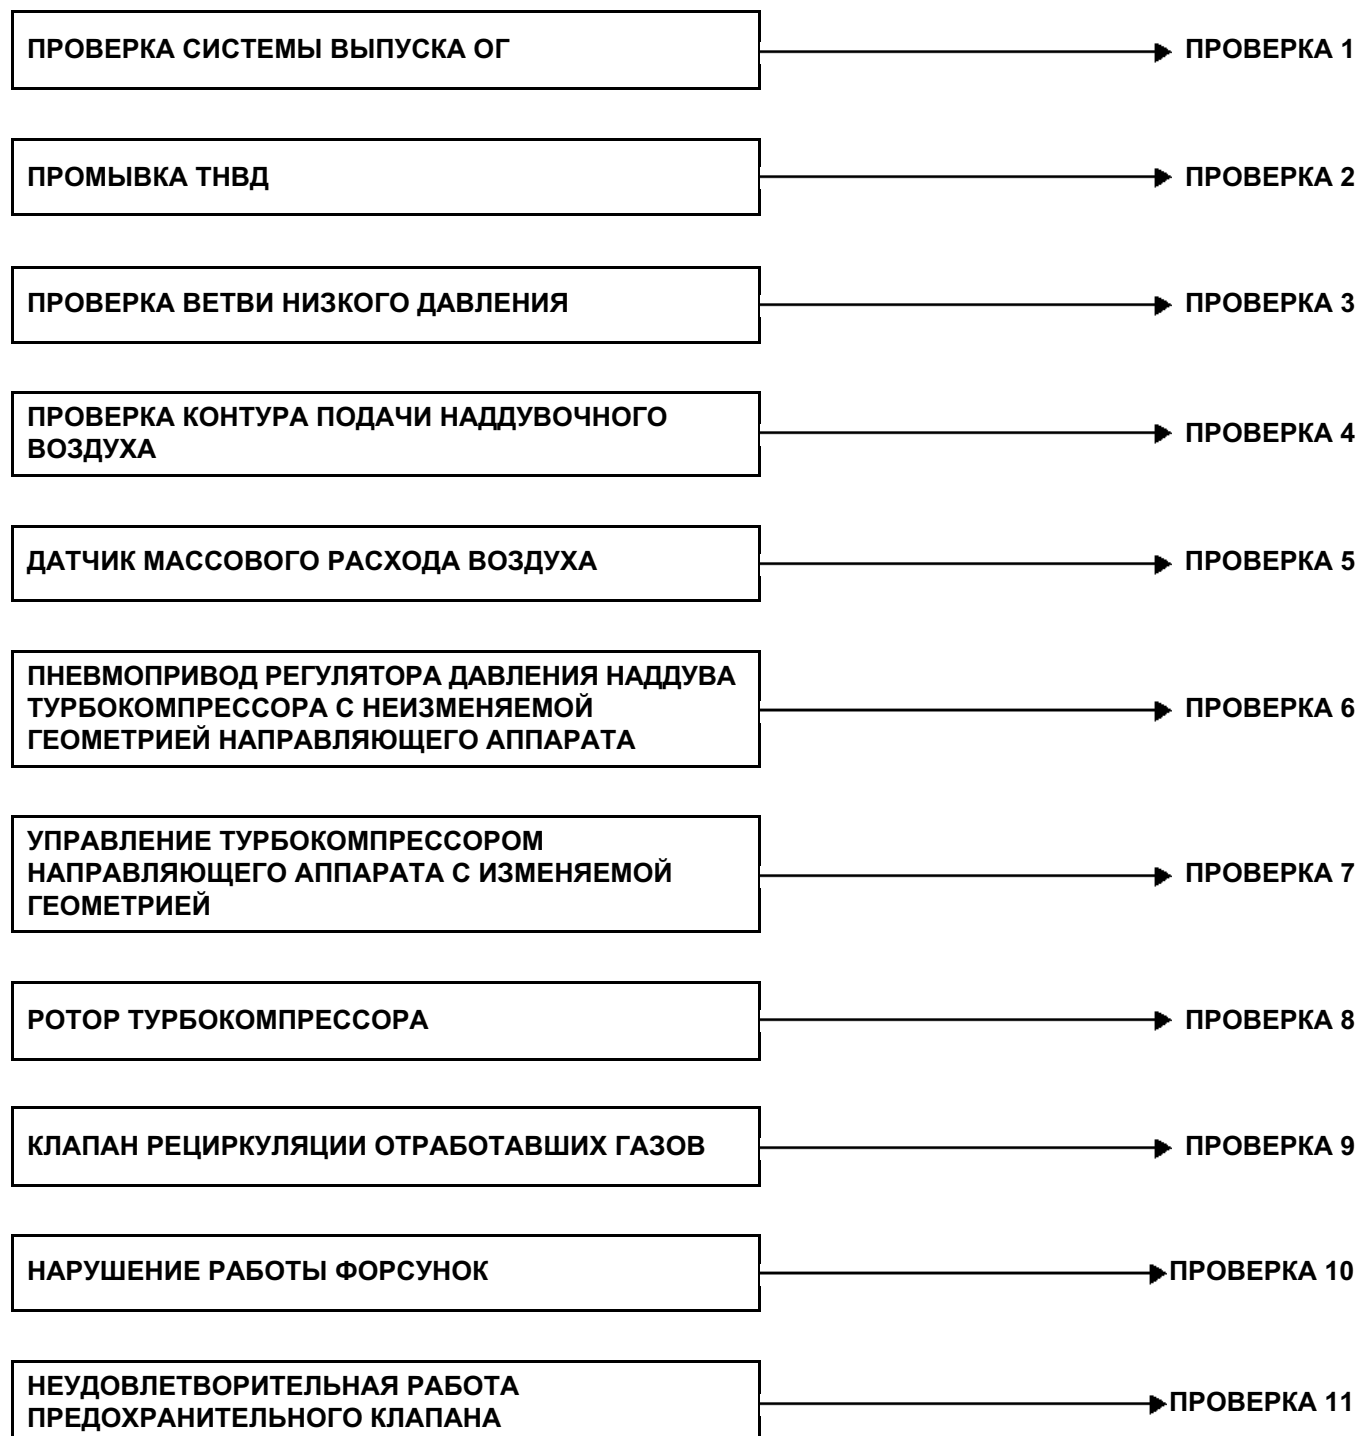 ПРОВЕРКА СИСТЕМЫ ВЫПУСКА ОГ
ПРОВЕРКА 1
ПРОМЫВКА ТНВД
ПРОВЕРКА 2
ПРОВЕРКА ВЕТВИ НИЗКОГО ДАВЛЕНИЯ
ПРОВЕРКА 3
ПРОВЕРКА КОНТУРА ПОДАЧИ НАДДУВОЧНОГО
ВОЗДУХА
ПРОВЕРКА 4
ДАТЧИК МАССОВОГО РАСХОДА ВОЗДУХА
ПРОВЕРКА 5
ПНЕВМОПРИВОД РЕГУЛЯТОРА ДАВЛЕНИЯ НАДДУВА
ТУРБОКОМПРЕССОРА С НЕИЗМЕНЯЕМОЙ
ГЕОМЕТРИЕЙ НАПРАВЛЯЮЩЕГО АППАРАТА
ПРОВЕРКА 6
УПРАВЛЕНИЕ ТУРБОКОМПРЕССОРОМ
НАПРАВЛЯЮЩЕГО АППАРАТА С ИЗМЕНЯЕМОЙ
ГЕОМЕТРИЕЙ
ПРОВЕРКА 7
РОТОР ТУРБОКОМПРЕССОРА
ПРОВЕРКА 8
КЛАПАН РЕЦИРКУЛЯЦИИ ОТРАБОТАВШИХ ГАЗОВ
ПРОВЕРКА 9
НАРУШЕНИЕ РАБОТЫ ФОРСУНОК
ПРОВЕРКА 10
НЕУДОВЛЕТВОРИТЕЛЬНАЯ РАБОТА
ПРЕДОХРАНИТЕЛЬНОГО КЛАПАНА
ПРОВЕРКА 11